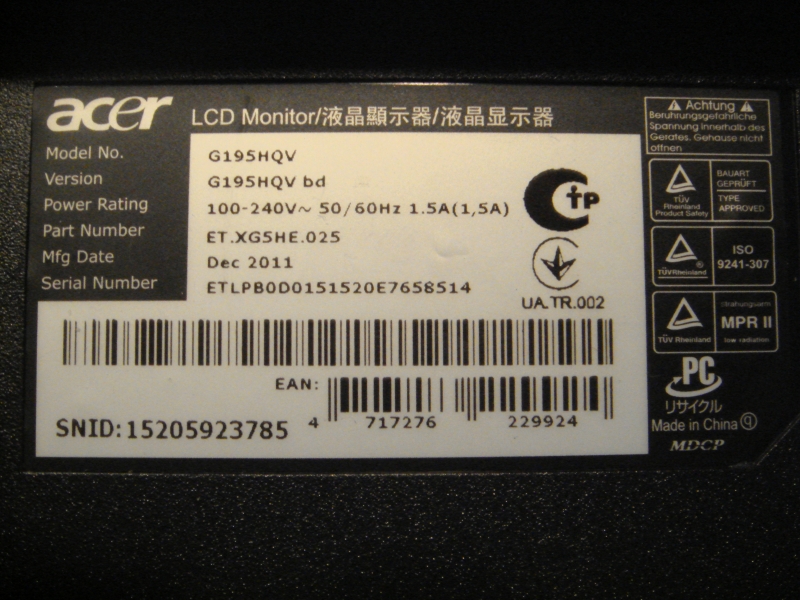 acer LCD Monitor/液晶顯示器/液晶显示器
Model No. G195HQV
Version G195HQV bd
Power Rating 100-240V~ 50/60Hz 1.5A(1,5A)
Part Number ET.XG5HE.025
Mfg Date Dec 2011
Serial Number ETLPB0D0151520E7658514
UA.TR.002
EAN:
4 717276 229924
SNID:15205923785
Achtung
Berührungsgefährliche
Spannung innerhalb des
Gerätes. Gehäuse nicht
öffnen
TÜV
Rheinland
Product Safety
BAUART
GEPRÜFT
TYPE
APPROVED
TÜVRheinland®
ISO
9241-307
TÜV Rheinland
MPR II
low radiation
PC
リサイクル
Made in China Q
MDCP